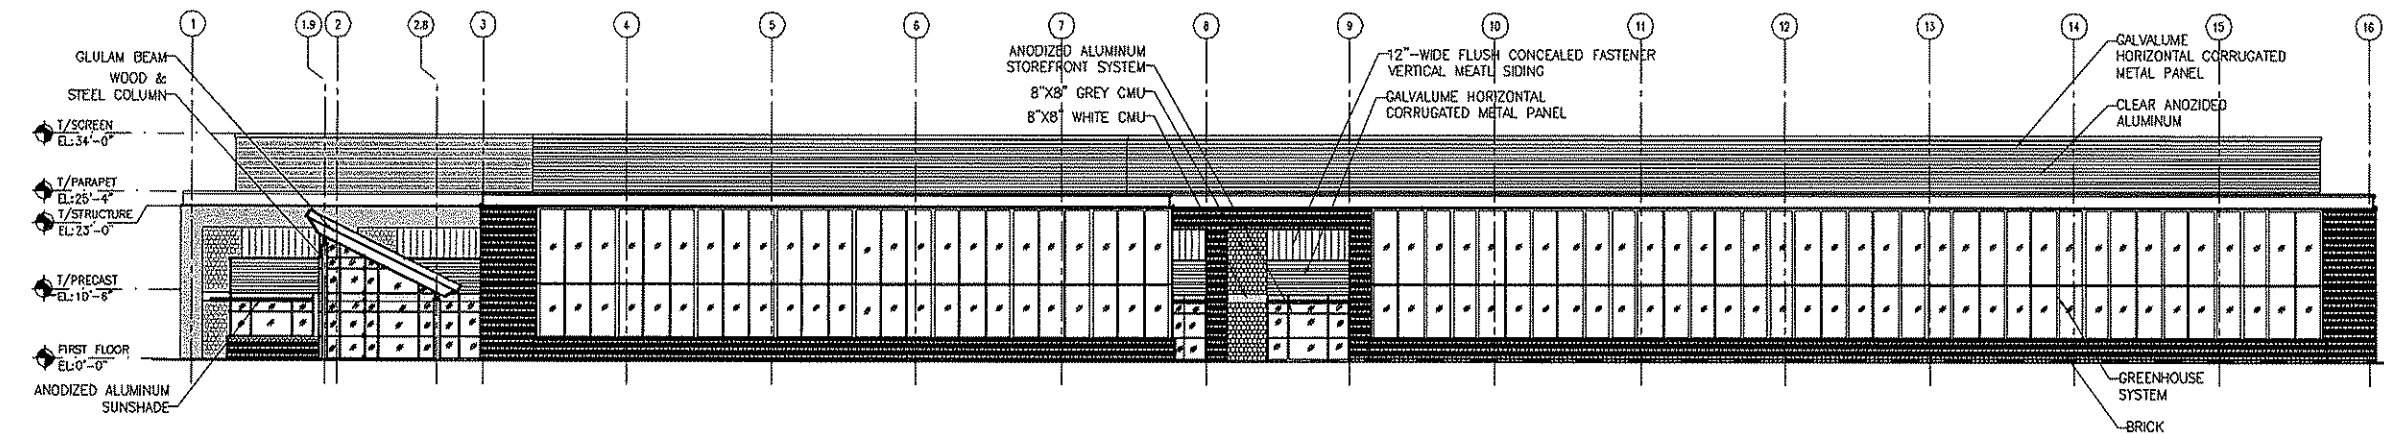 1 1.9 2 2.8 3 4 5 6 7 8 9 10 11 12 13 14 15 16
GLULAM BEAM
WOOD &
STEEL COLUMN
ANODIZED ALUMINUM
STOREFRONT SYSTEM
8"X8" GREY CMU
8"X8" WHITE CMU
12"-WIDE FLUSH CONCEALED FASTENER
VERTICAL MEATL SIDING
GALVALUME HORIZONTAL
CORRUGATED METAL PANEL
GALVALUME
HORIZONTAL CORRUGATED
METAL PANEL
CLEAR ANOZIDED
ALUMINUM
T/SCREEN
EL:34'-0"
T/PARAPET
EL:25'-4"
T/STRUCTURE
EL:23'-0"
T/PRECAST
EL:10'-8"
FIRST FLOOR
EL:0'-0"
ANODIZED ALUMINUM
SUNSHADE
GREENHOUSE
SYSTEM
BRICK